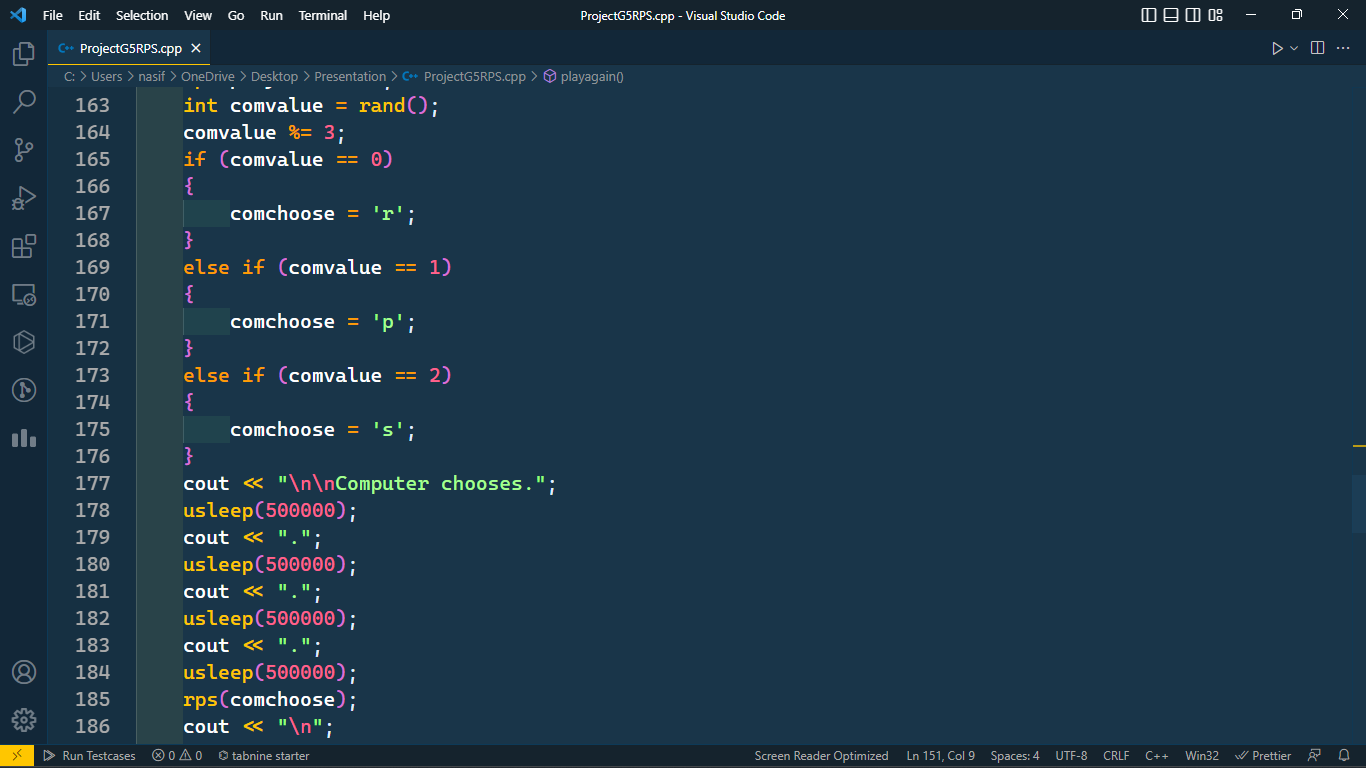 File Edit Selection View Go Run Terminal Help ProjectG5RPS.cpp - Visual Studio Code
C++ ProjectG5RPS.cpp
C: > Users > nasif > OneDrive > Desktop > Presentation > C++ ProjectG5RPS.cpp > playagain()
163 int comvalue = rand();
164 comvalue %= 3;
165 if (comvalue == 0)
166 {
167 comchoose = 'r';
168 }
169 else if (comvalue == 1)
170 {
171 comchoose = 'p';
172 }
173 else if (comvalue == 2)
174 {
175 comchoose = 's';
176 }
177 cout << "\n\nComputer chooses.";
178 usleep(500000);
179 cout << ".";
180 usleep(500000);
181 cout << ".";
182 usleep(500000);
183 cout << ".";
184 usleep(500000);
185 rps(comchoose);
186 cout << "\n";
Run Testcases 0 0 tabnine starter Screen Reader Optimized Ln 151, Col 9 Spaces: 4 UTF-8 CRLF C++ Win32 Prettier